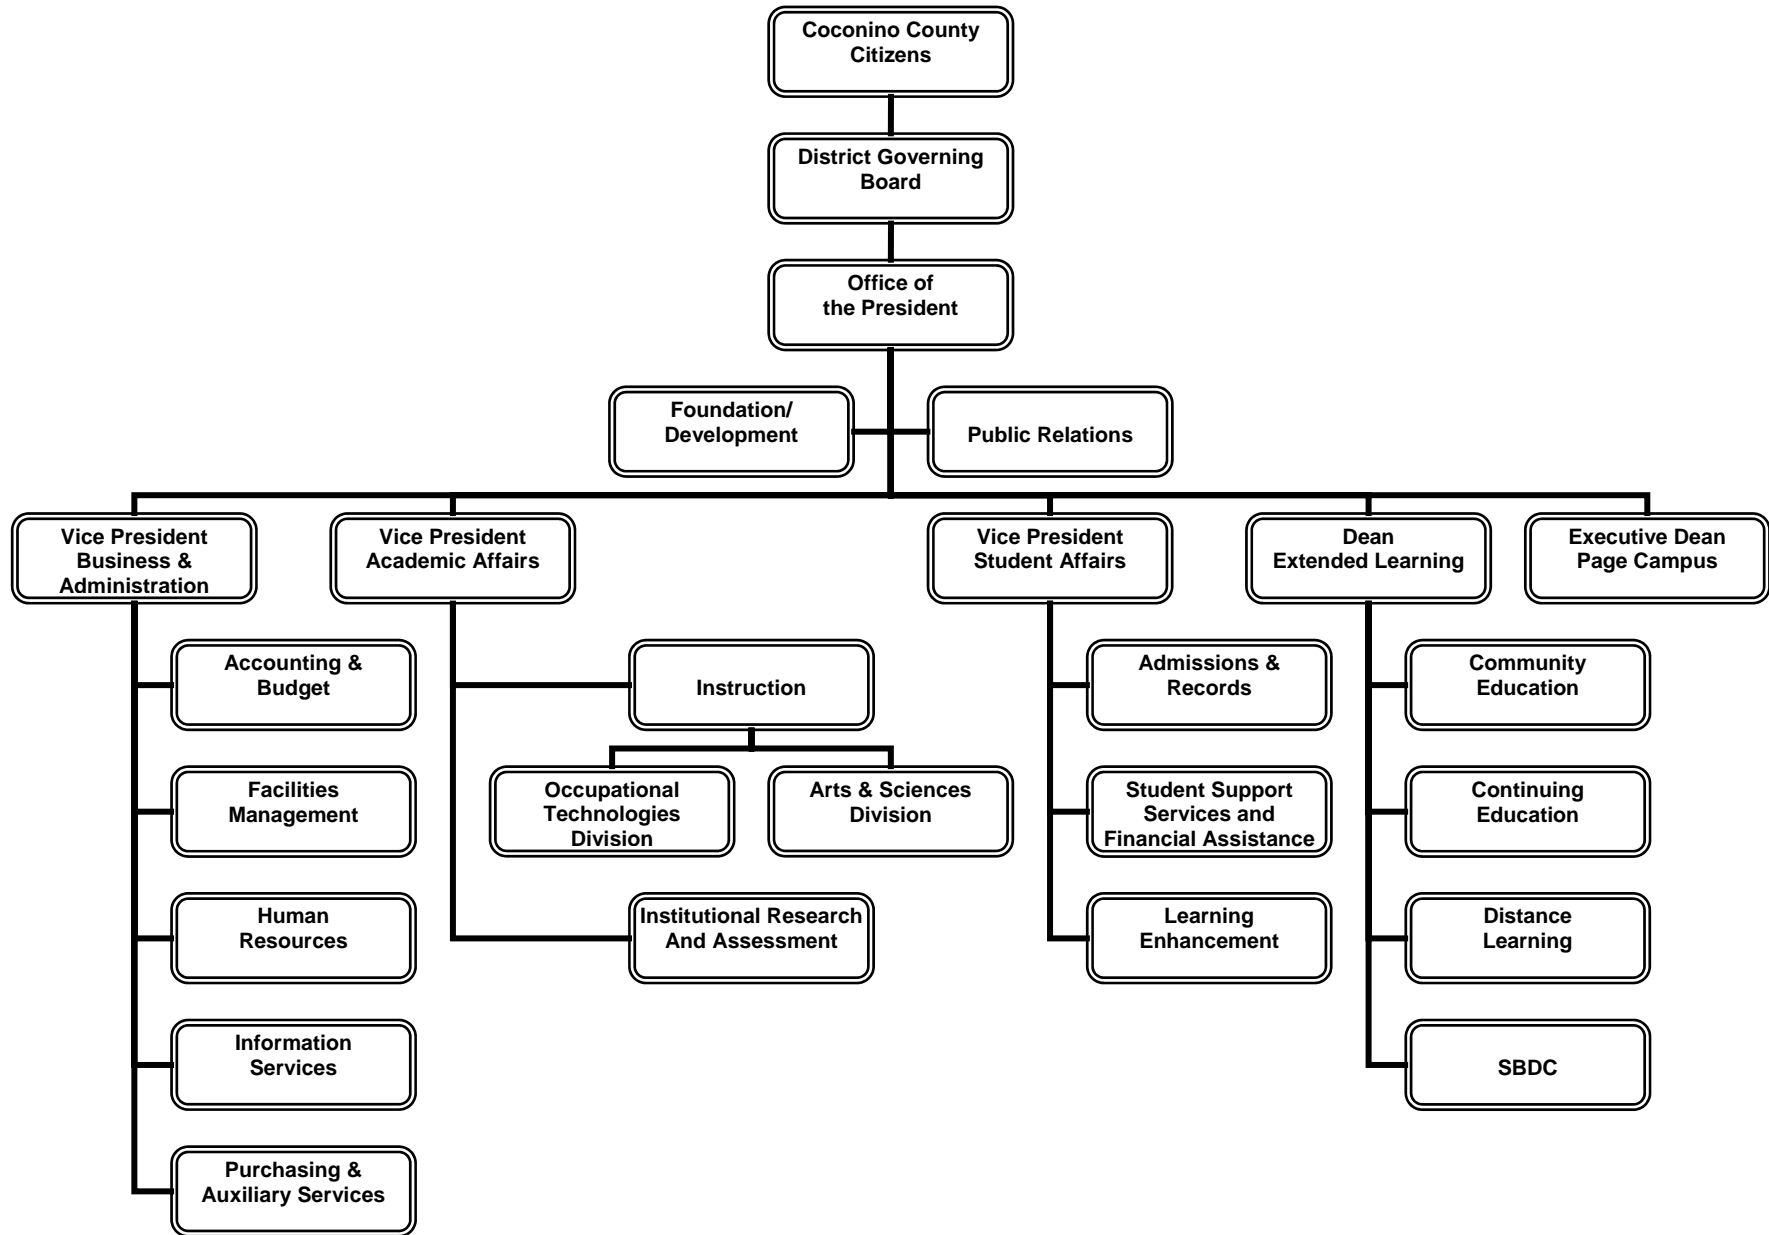 Coconino County
Citizens
District Governing
Board
Office of
the President
Foundation/
Development
Public Relations
Vice President
Business &
Administration
Vice President
Academic Affairs
Vice President
Student Affairs
Dean
Extended Learning
Executive Dean
Page Campus
Accounting &
Budget
Instruction
Admissions &
Records
Community
Education
Facilities
Management
Occupational
Technologies
Division
Arts & Sciences
Division
Student Support
Services and
Financial Assistance
Continuing
Education
Human
Resources
Institutional Research
And Assessment
Learning
Enhancement
Distance
Learning
Information
Services
SBDC
Purchasing &
Auxiliary Services